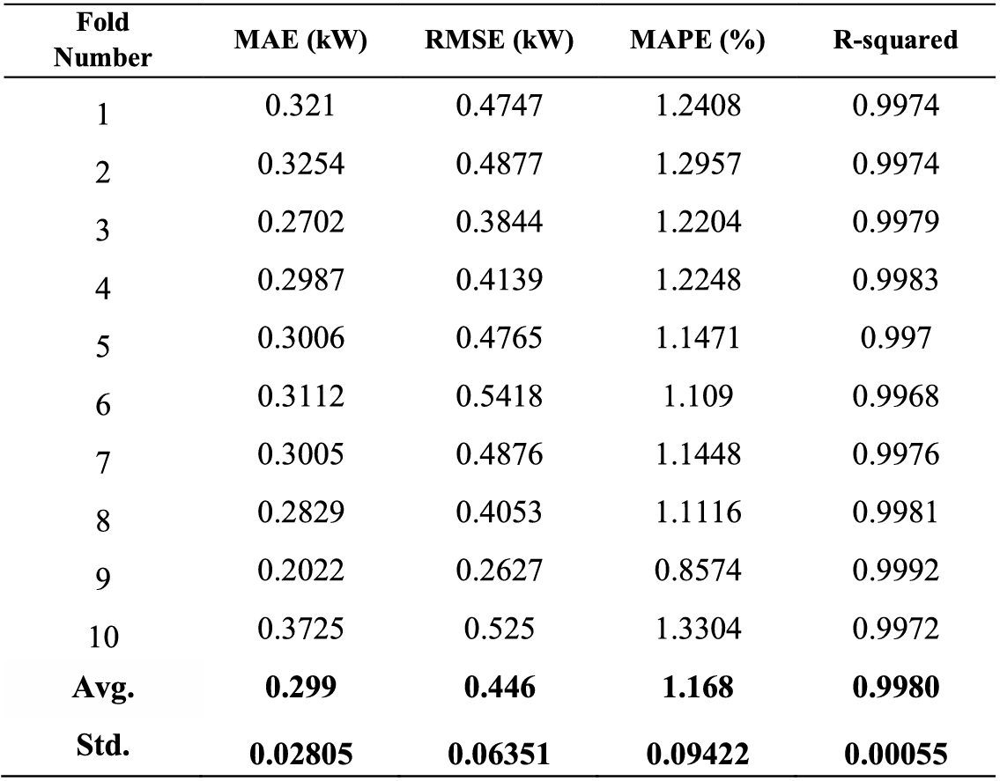 Fold Number MAE (kW) RMSE (kW) MAPE (%) R-squared
1 0.321 0.4747 1.2408 0.9974
2 0.3254 0.4877 1.2957 0.9974
3 0.2702 0.3844 1.2204 0.9979
4 0.2987 0.4139 1.2248 0.9983
5 0.3006 0.4765 1.1471 0.997
6 0.3112 0.5418 1.109 0.9968
7 0.3005 0.4876 1.1448 0.9976
8 0.2829 0.4053 1.1116 0.9981
9 0.2022 0.2627 0.8574 0.9992
10 0.3725 0.525 1.3304 0.9972
Avg. 0.299 0.446 1.168 0.9980
Std. 0.02805 0.06351 0.09422 0.00055